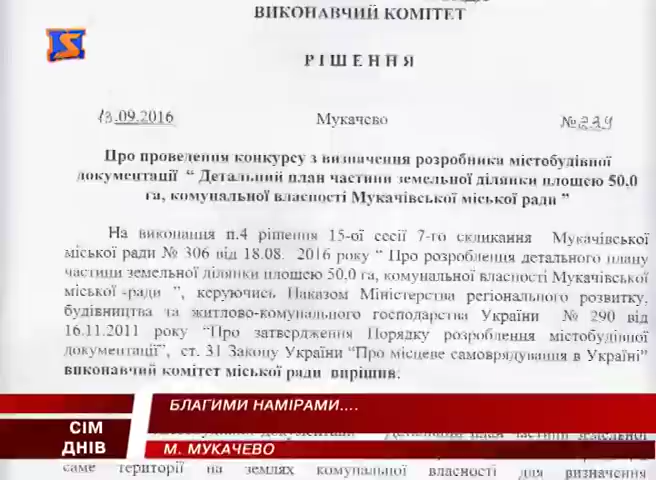 ВИКОНАВЧИЙ КОМІТЕТ
РІШЕННЯ
13.09.2016 Мукачево №234
Про проведення конкурсу з визначення розробника містобудівної
документації “ Детальний план частини земельної ділянки площею 50,0
га, комунальної власності Мукачівської міської ради ”
На виконання п.4 рішення 15-ої сесії 7-го скликання Мукачівської
міської ради № 306 від 18.08. 2016 року “ Про розроблення детального плану
частини земельної ділянки площею 50,0 га, комунальної власності Мукачівської
міської ради ”, керуючись Наказом Міністерства регіонального розвитку,
будівництва та житлово-комунального господарства України № 290 від
16.11.2011 року “Про затвердження Порядку розроблення містобудівної
документації”, ст. 31 Закону України “Про місцеве самоврядування в Україні”
виконавчий комітет міської ради вирішив:
БЛАГИМИ НАМІРАМИ....
СІМ
ДНІВ
М. МУКАЧЕВО
саме території на землях комунальної власності для визначення